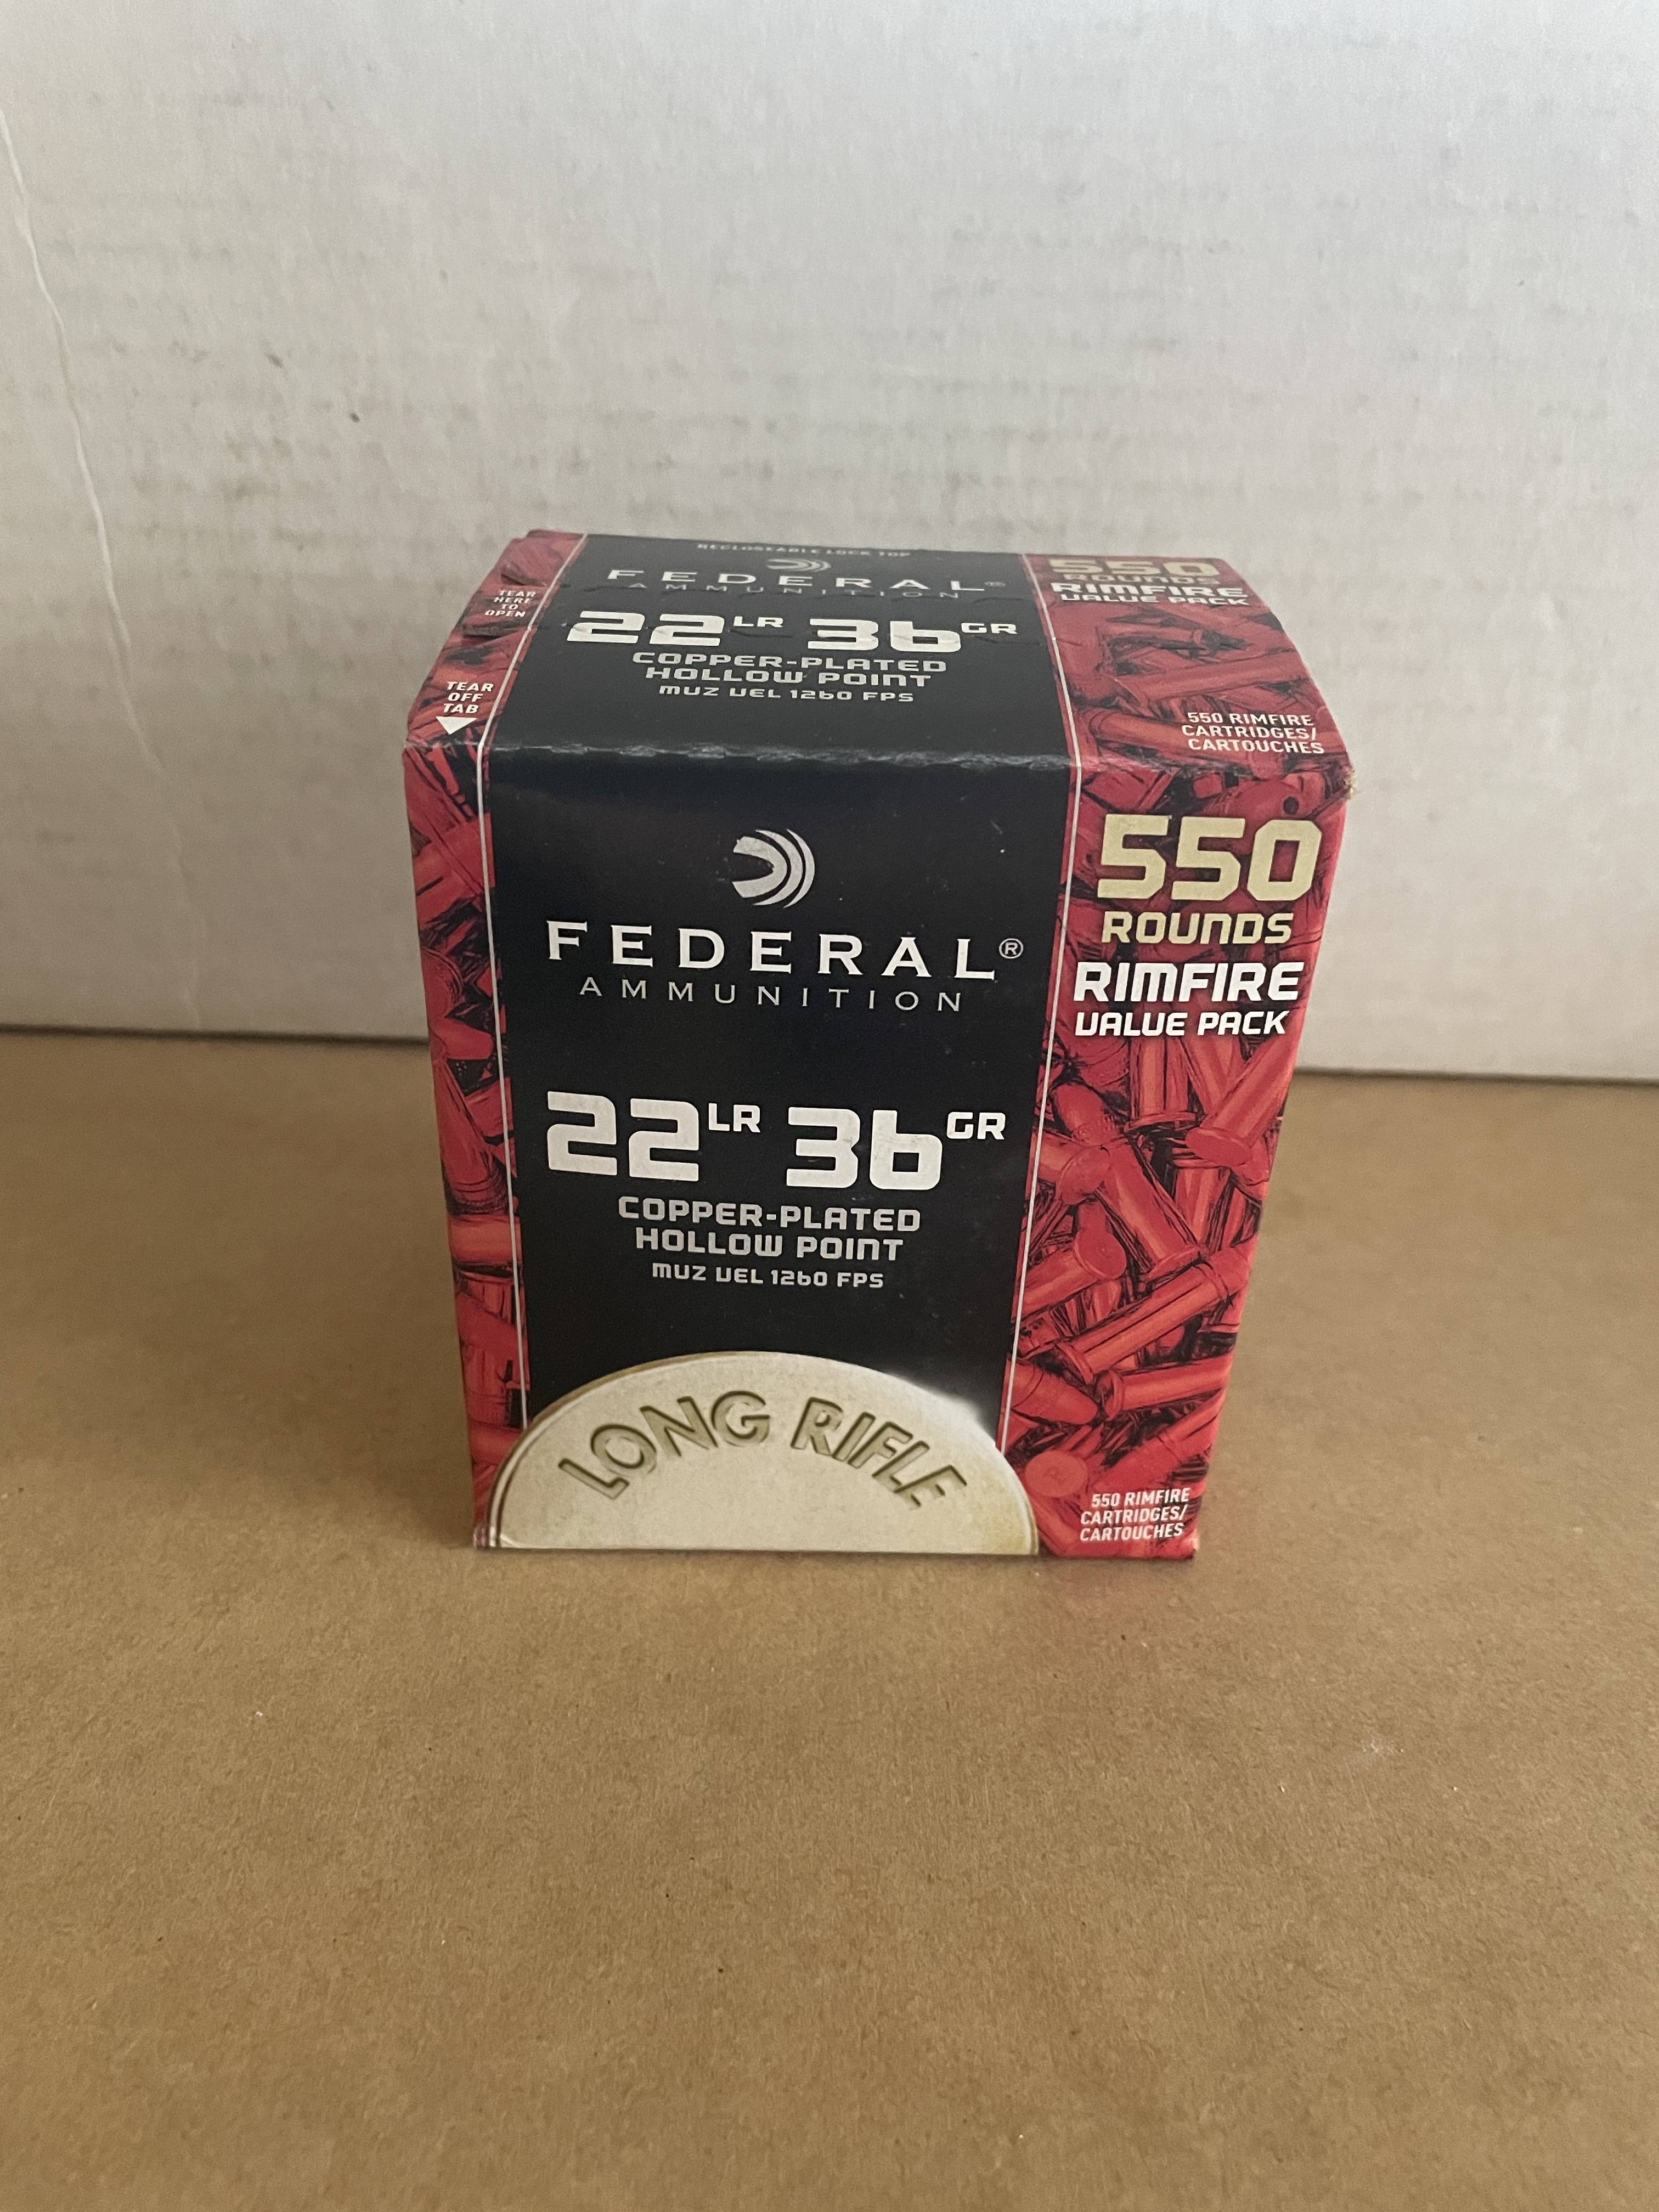 RECLOSEABLE LOCK TOP
FEDERAL®
AMMUNITION
22 LR 36 GR
COPPER-PLATED
HOLLOW POINT
MUZ VEL 1260 FPS
550
ROUNDS
RIMFIRE
VALUE PACK
550 RIMFIRE
CARTRIDGES/
CARTOUCHES
TEAR
HERE
TO
OPEN
TEAR
OFF
TAB
FEDERAL®
AMMUNITION
22 LR 36 GR
COPPER-PLATED
HOLLOW POINT
MUZ VEL 1260 FPS
LONG RIFLE
550
ROUNDS
RIMFIRE
VALUE PACK
550 RIMFIRE
CARTRIDGES/
CARTOUCHES